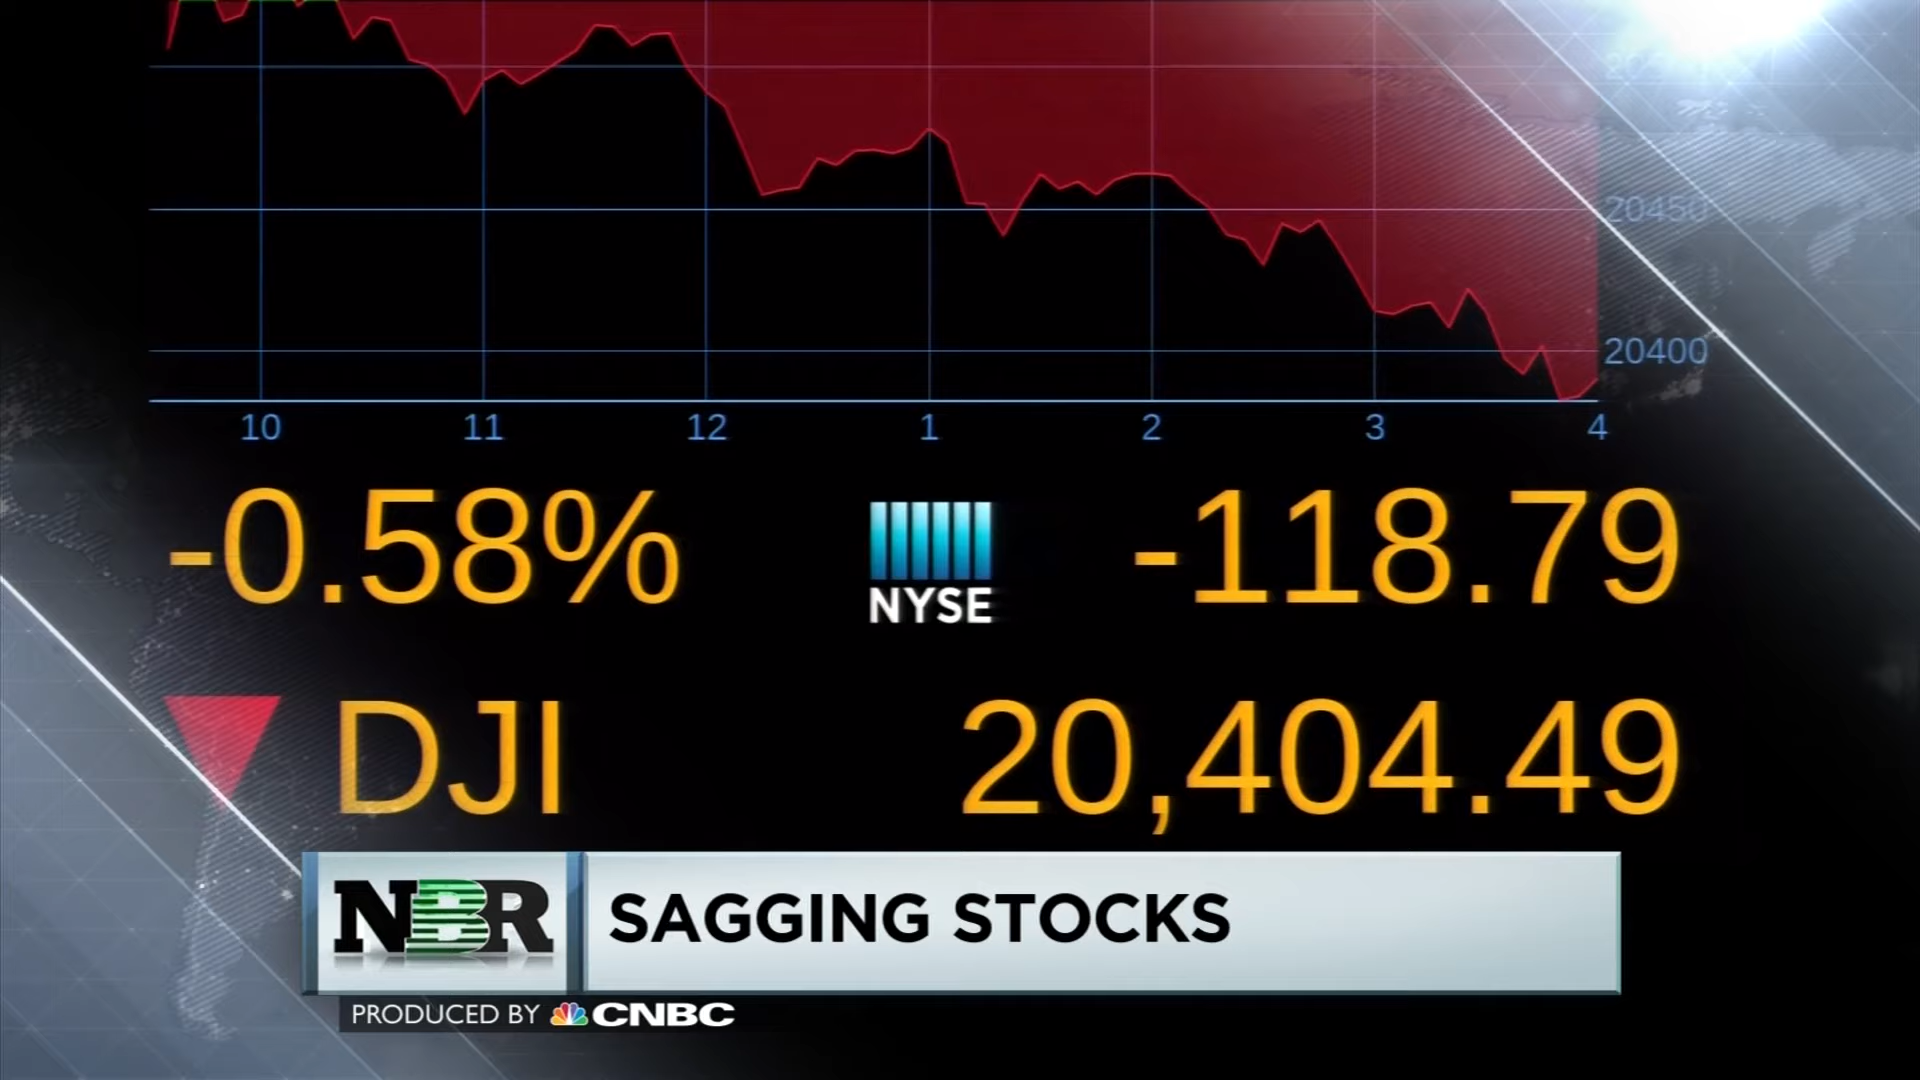 20450
20400
10 11 12 1 2 3 4
-0.58% NYSE -118.79
DJI 20,404.49
NBR SAGGING STOCKS
PRODUCED BY CNBC